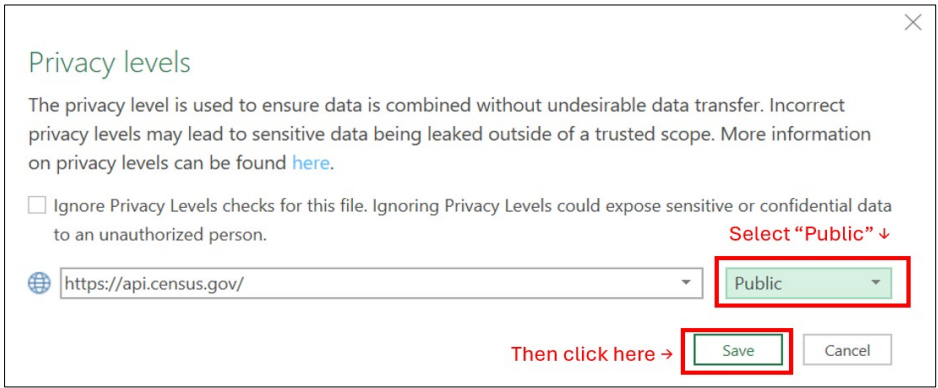 Privacy levels
The privacy level is used to ensure data is combined without undesirable data transfer. Incorrect
privacy levels may lead to sensitive data being leaked outside of a trusted scope. More information
on privacy levels can be found here.
Ignore Privacy Levels checks for this file. Ignoring Privacy Levels could expose sensitive or confidential data
to an unauthorized person.
Select “Public” ↓
https://api.census.gov/ Public
Then click here → Save Cancel